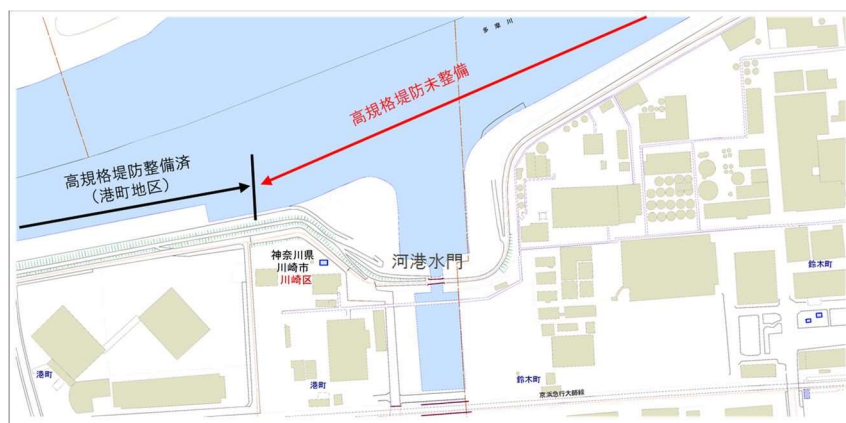 多摩川
高規格堤防未整備
高規格堤防整備済
（港町地区）
神奈川県
川崎市
川崎区
河港水門
鈴木町
港町
港町
鈴木町
京浜急行大師線